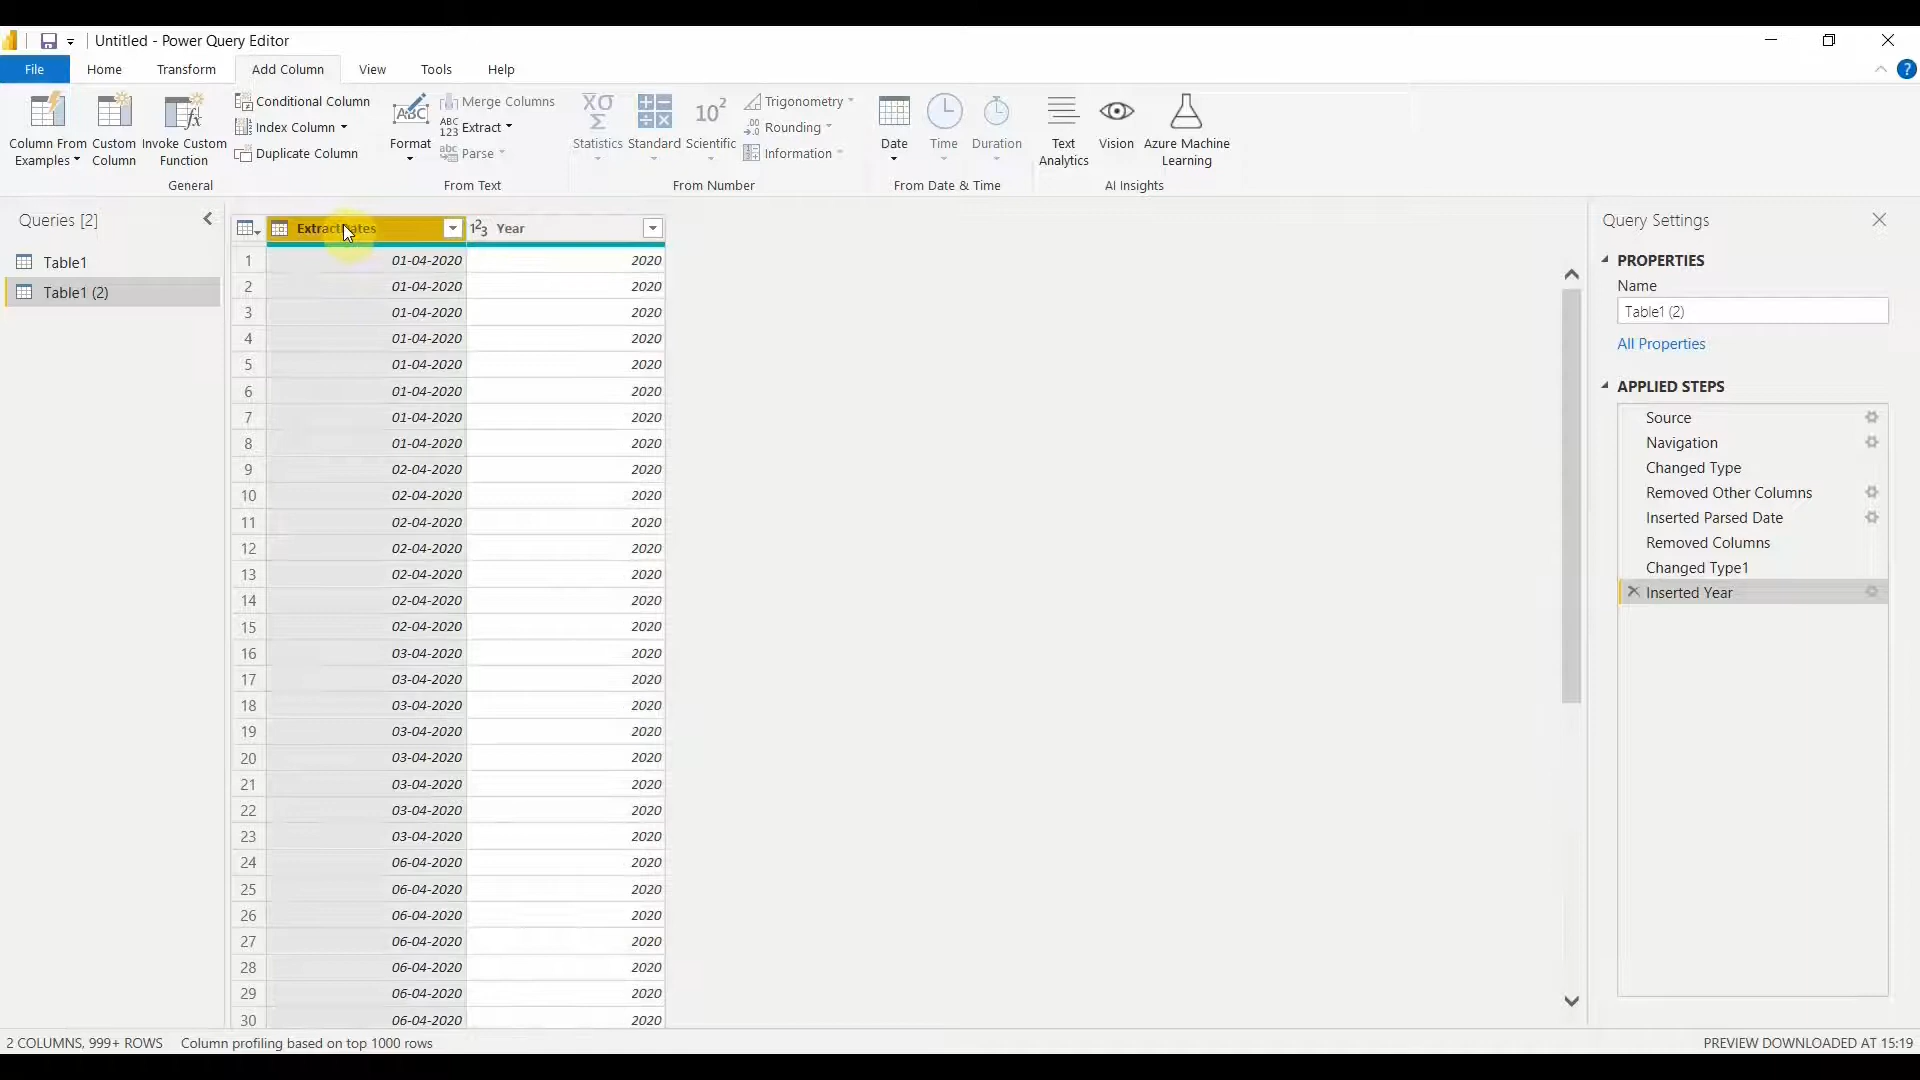 Untitled - Power Query Editor
File Home Transform Add Column View Tools Help
Column From Examples
Custom Column
Invoke Custom Function
Conditional Column
Index Column
Duplicate Column
General
Format
Merge Columns
Extract
Parse
From Text
Statistics
Standard
Scientific
Trigonometry
Rounding
Information
From Number
Date
Time
Duration
From Date & Time
Text Analytics
Vision
Azure Machine Learning
AI Insights
Queries [2]
Table1
Table1 (2)
Year
1 01-04-2020 2020
2 01-04-2020 2020
3 01-04-2020 2020
4 01-04-2020 2020
5 01-04-2020 2020
6 01-04-2020 2020
7 01-04-2020 2020
8 01-04-2020 2020
9 02-04-2020 2020
10 02-04-2020 2020
11 02-04-2020 2020
12 02-04-2020 2020
13 02-04-2020 2020
14 02-04-2020 2020
15 02-04-2020 2020
16 03-04-2020 2020
17 03-04-2020 2020
18 03-04-2020 2020
19 03-04-2020 2020
20 03-04-2020 2020
21 03-04-2020 2020
22 03-04-2020 2020
23 03-04-2020 2020
24 06-04-2020 2020
25 06-04-2020 2020
26 06-04-2020 2020
27 06-04-2020 2020
28 06-04-2020 2020
29 06-04-2020 2020
30 06-04-2020 2020
Query Settings
PROPERTIES
Name
Table1 (2)
All Properties
APPLIED STEPS
Source
Navigation
Changed Type
Removed Other Columns
Inserted Parsed Date
Removed Columns
Changed Type1
Inserted Year
2 COLUMNS, 999+ ROWS Column profiling based on top 1000 rows
PREVIEW DOWNLOADED AT 15:19